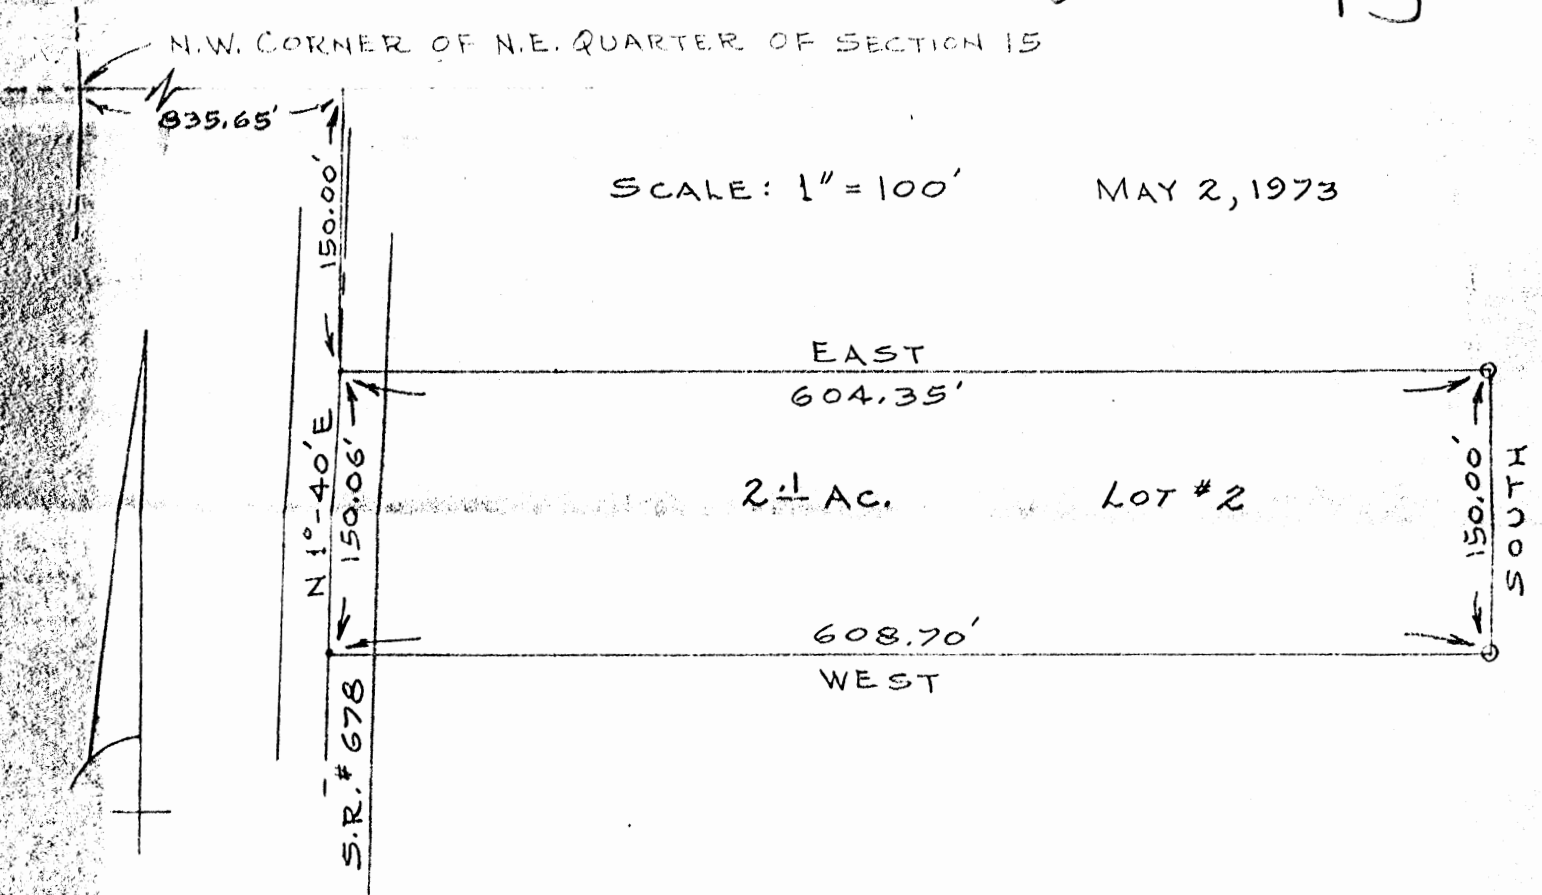 N.W. CORNER OF N.E. QUARTER OF SECTION 15
835.65'
150.00'
SCALE: 1" = 100'
MAY 2, 1973
EAST
604.35'
N 1°-40' E
150.06'
2.1 AC.
LOT #2
150.00'
SOUTH
608.70'
WEST
S.R. # 678